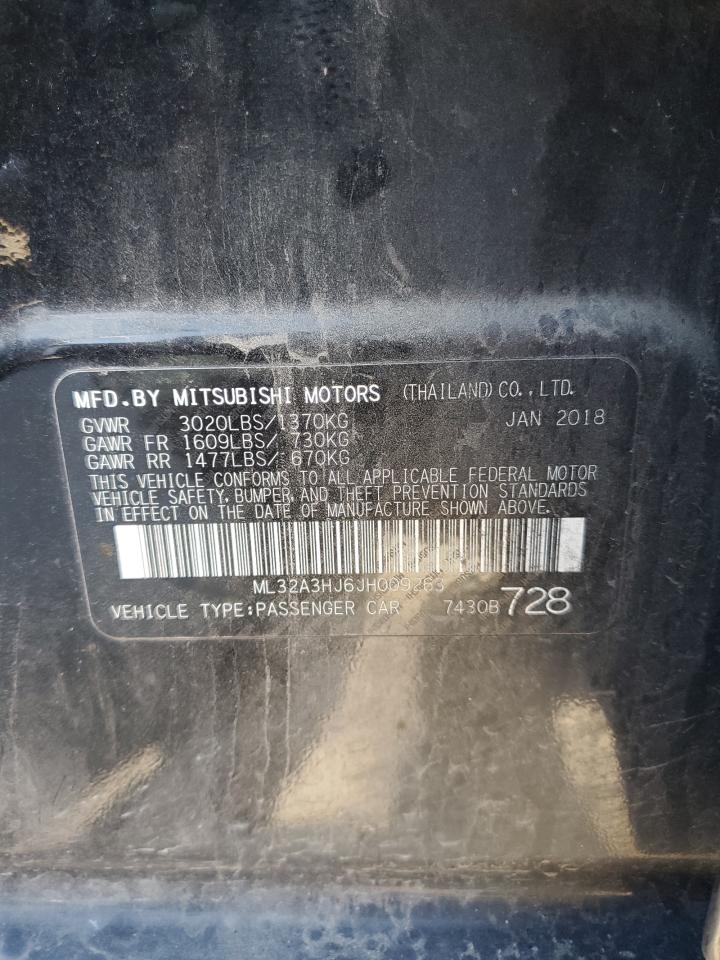 MFD.BY MITSUBISHI MOTORS (THAILAND) CO., LTD.
GVWR 3020LBS/1370KG JAN 2018
GAWR FR 1609LBS/ 730KG
GAWR RR 1477LBS/ 670KG
THIS VEHICLE CONFORMS TO ALL APPLICABLE FEDERAL MOTOR
VEHICLE SAFETY, BUMPER, AND THEFT PREVENTION STANDARDS
IN EFFECT ON THE DATE OF MANUFACTURE SHOWN ABOVE.
ML32A3HJ6JH009263
VEHICLE TYPE:PASSENGER CAR 7430B 728